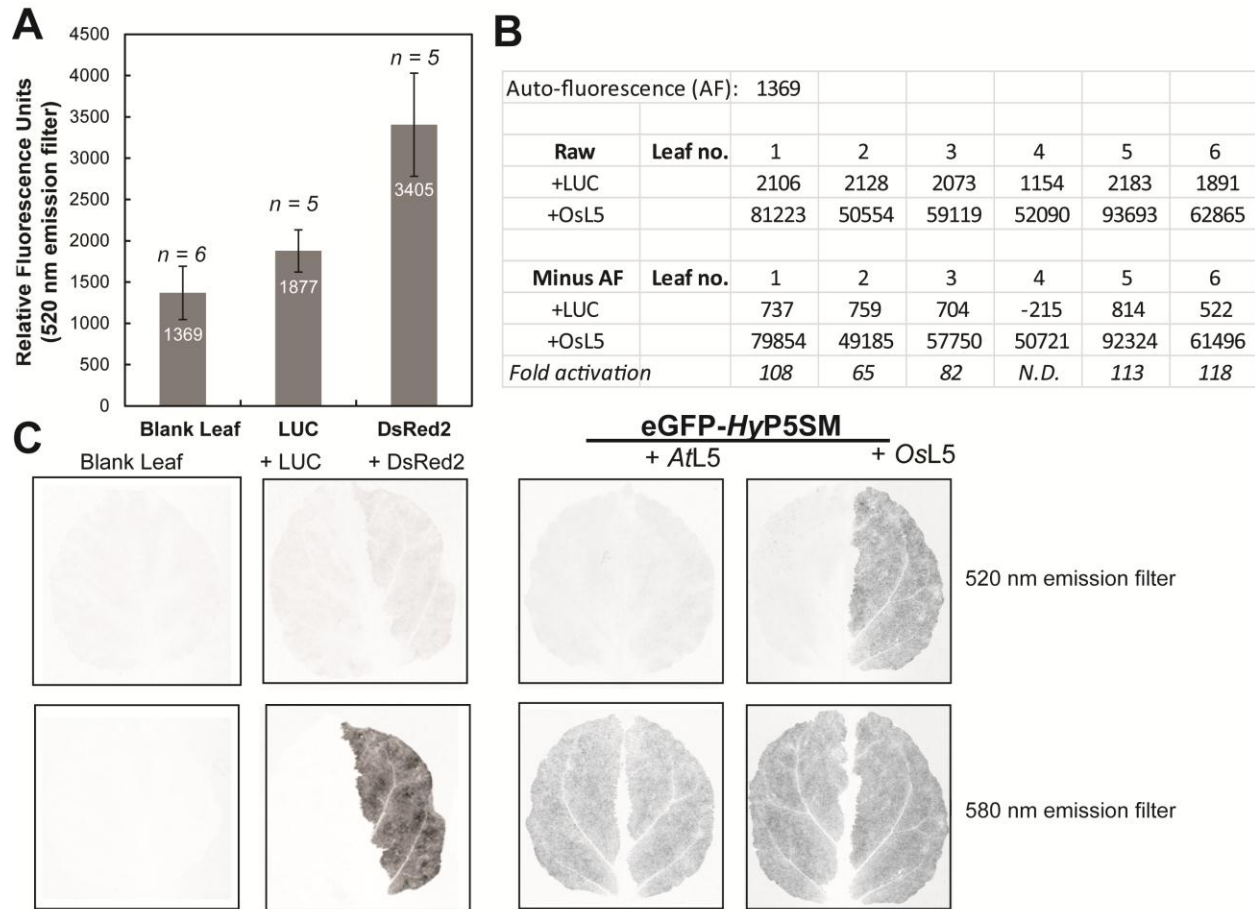 A
Relative Fluorescence Units
(520 nm emission filter)
4500
4000
3500
3000
2500
2000
1500
1000
500
0
n = 6
n = 5
n = 5
1369
1877
3405
Blank Leaf LUC DsRed2
B
Auto-fluorescence (AF): 1369
Raw Leaf no. 1 2 3 4 5 6
+LUC 2106 2128 2073 1154 2183 1891
+OsL5 81223 50554 59119 52090 93693 62865
Minus AF Leaf no. 1 2 3 4 5 6
+LUC 737 759 704 -215 814 522
+OsL5 79854 49185 57750 50721 92324 61496
Fold activation 108 65 82 N.D. 113 118
C
eGFP-HyP5SM
Blank Leaf + LUC + DsRed2 + AtL5 + OsL5
520 nm emission filter
580 nm emission filter